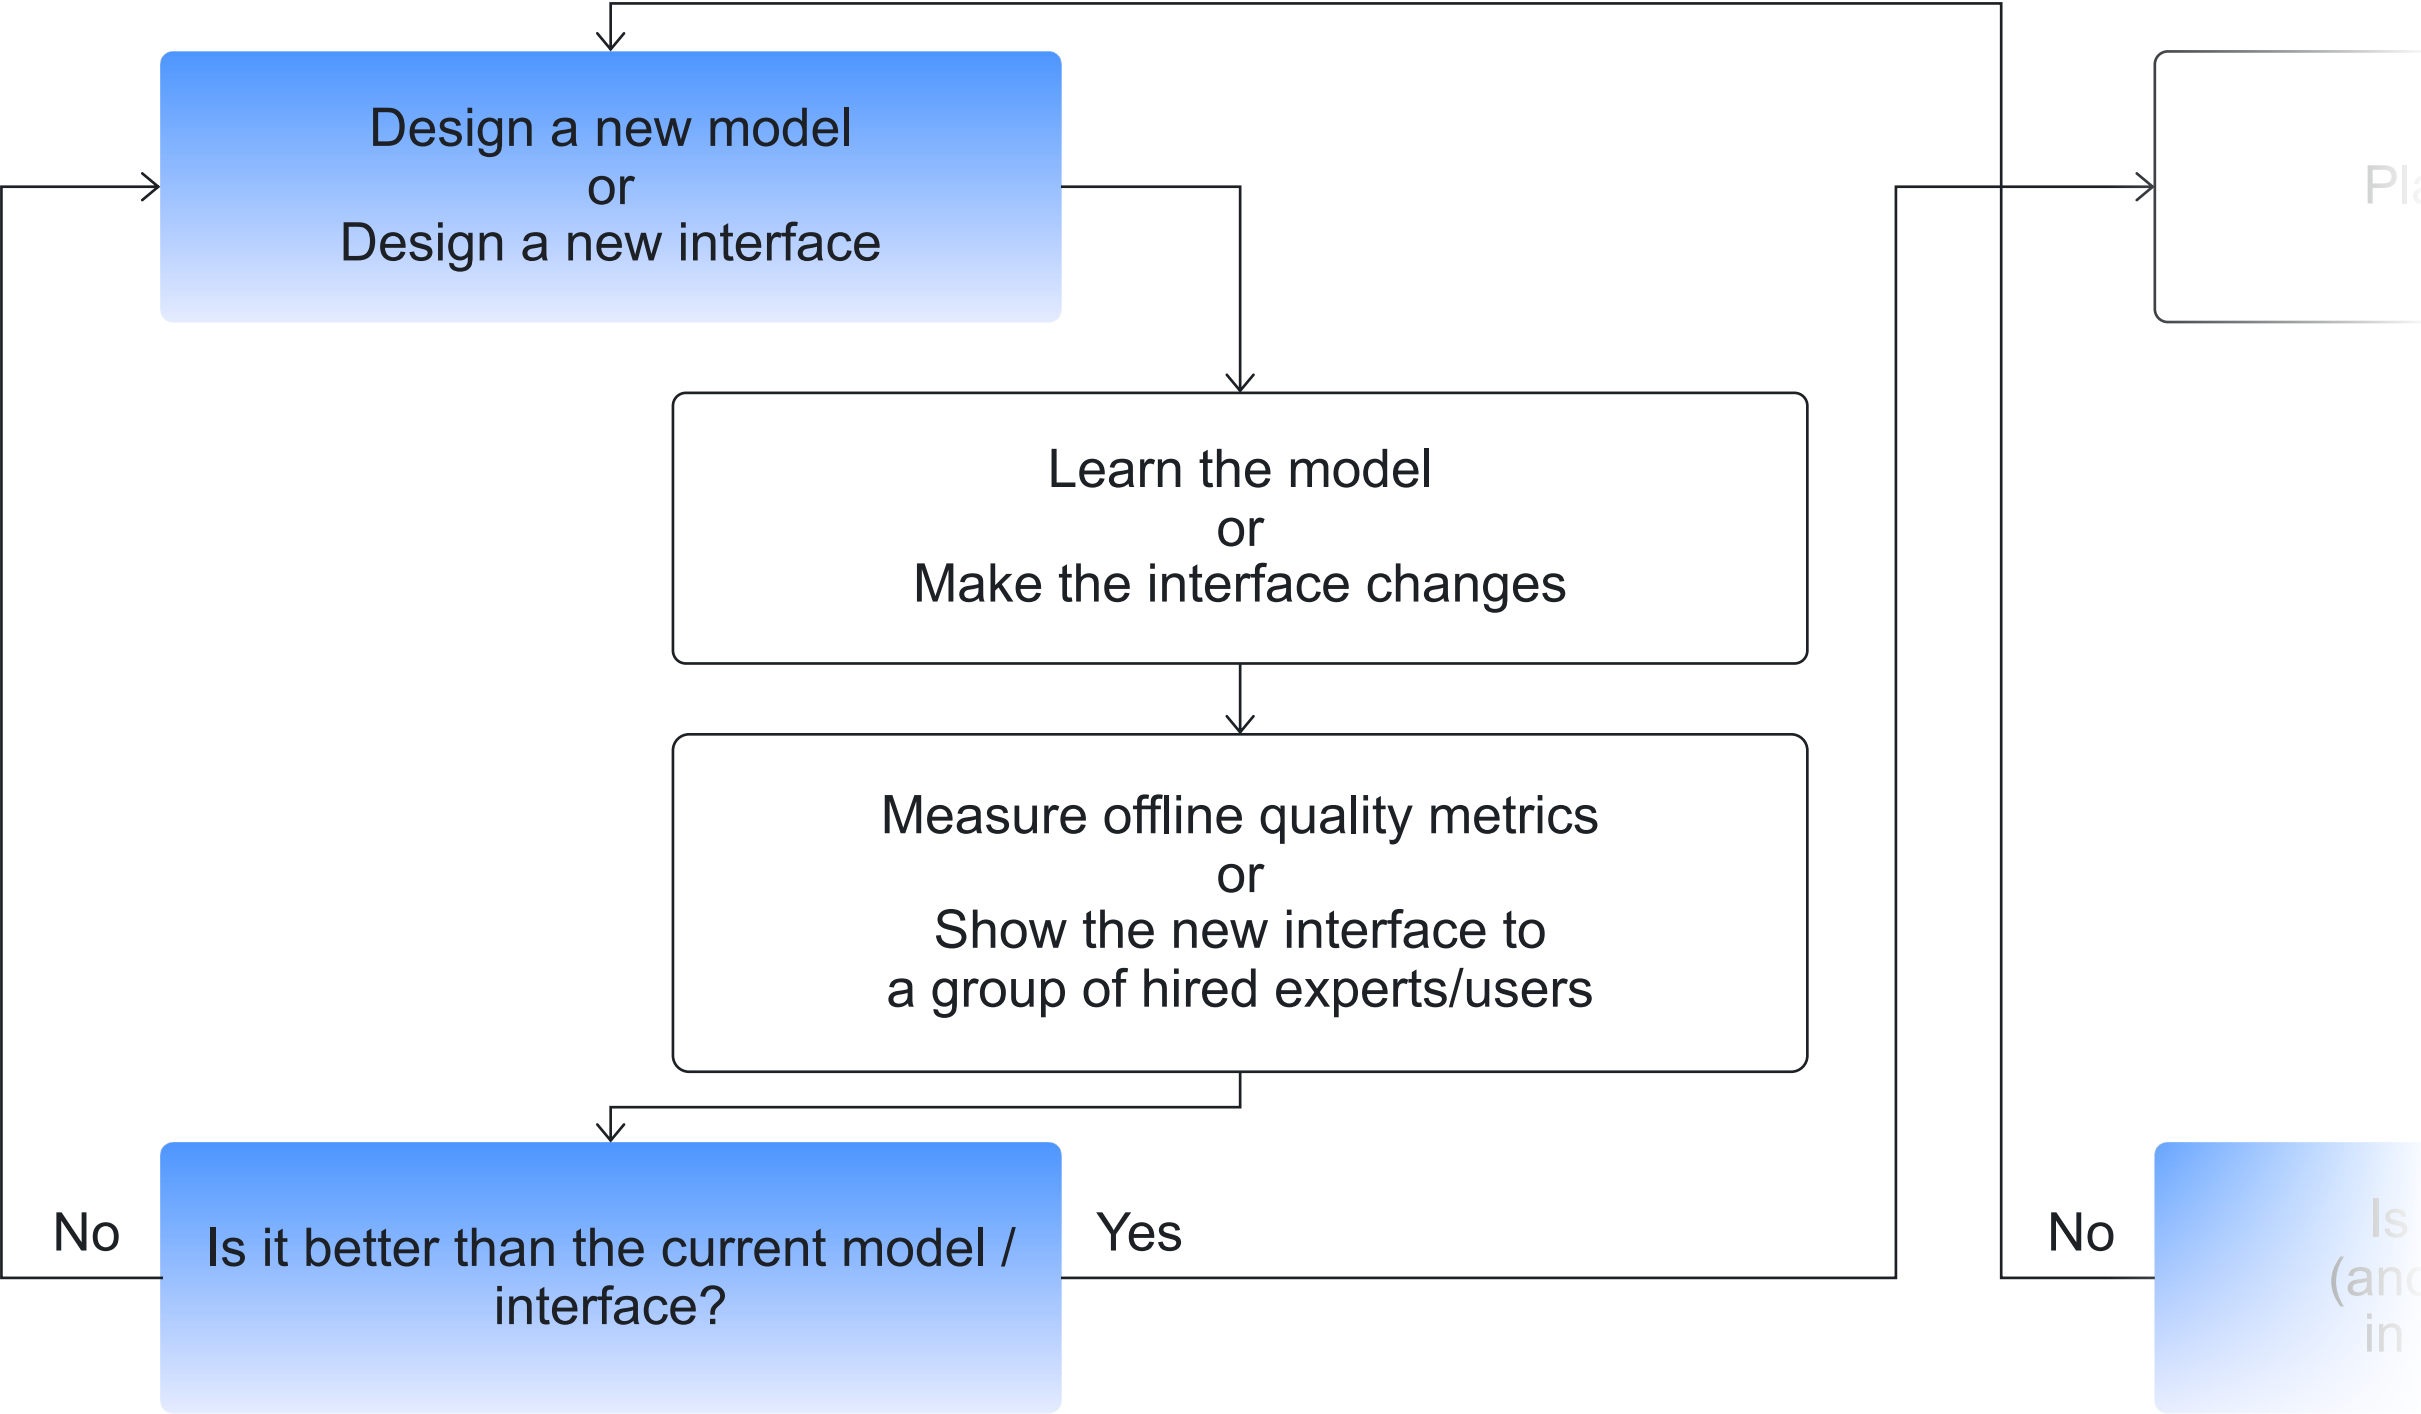 Design a new model
or
Design a new interface
Learn the model
or
Make the interface changes
Measure offline quality metrics
or
Show the new interface to
a group of hired experts/users
No
Is it better than the current model /
interface?
Yes
No
Is
in